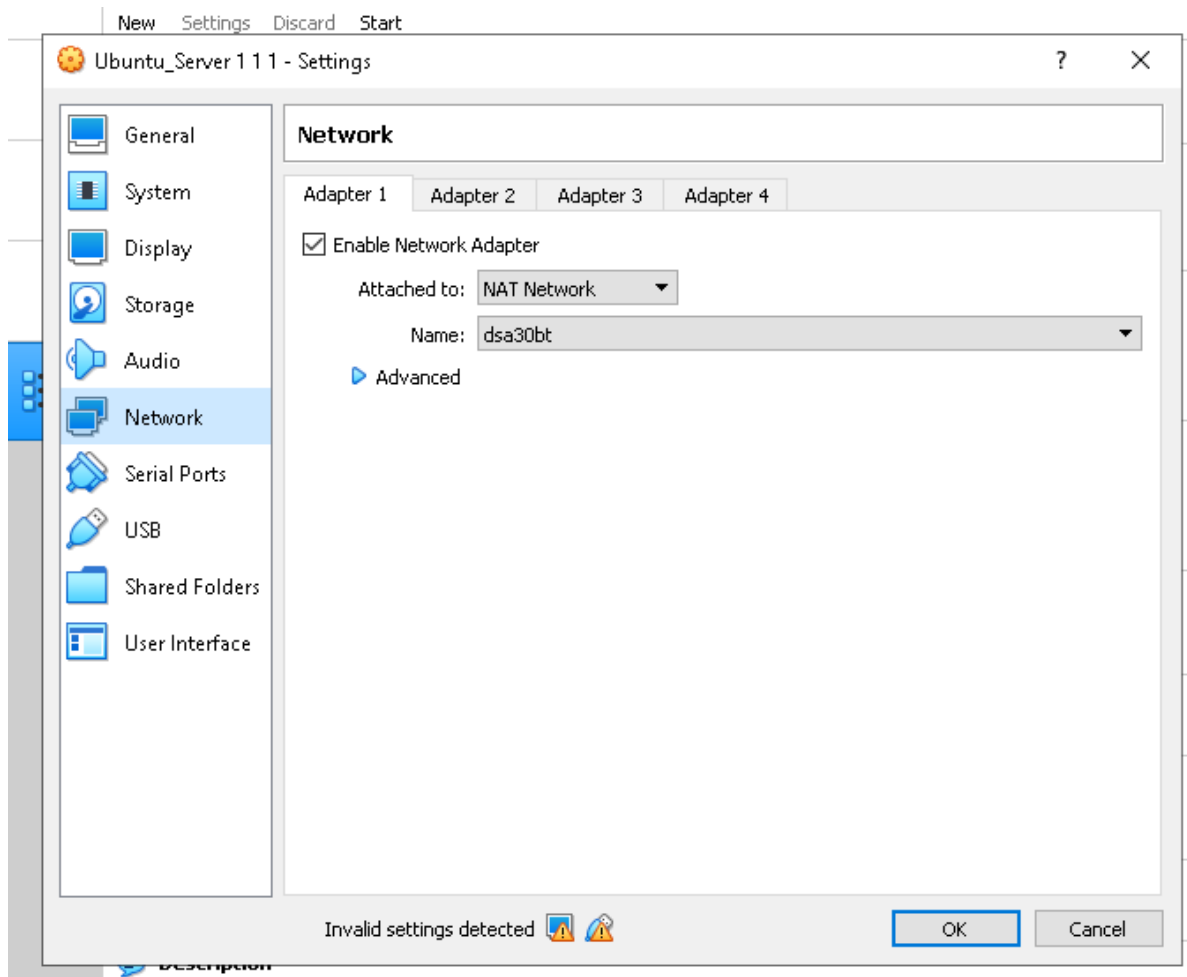 New Settings Discard Start
Ubuntu_Server 1 1 1 - Settings ? ×
General
System
Display
Storage
Audio
Network
Serial Ports
USB
Shared Folders
User Interface
Network
Adapter 1 Adapter 2 Adapter 3 Adapter 4
Enable Network Adapter
Attached to: NAT Network
Name: dsa30bt
Advanced
Invalid settings detected
OK Cancel
Description